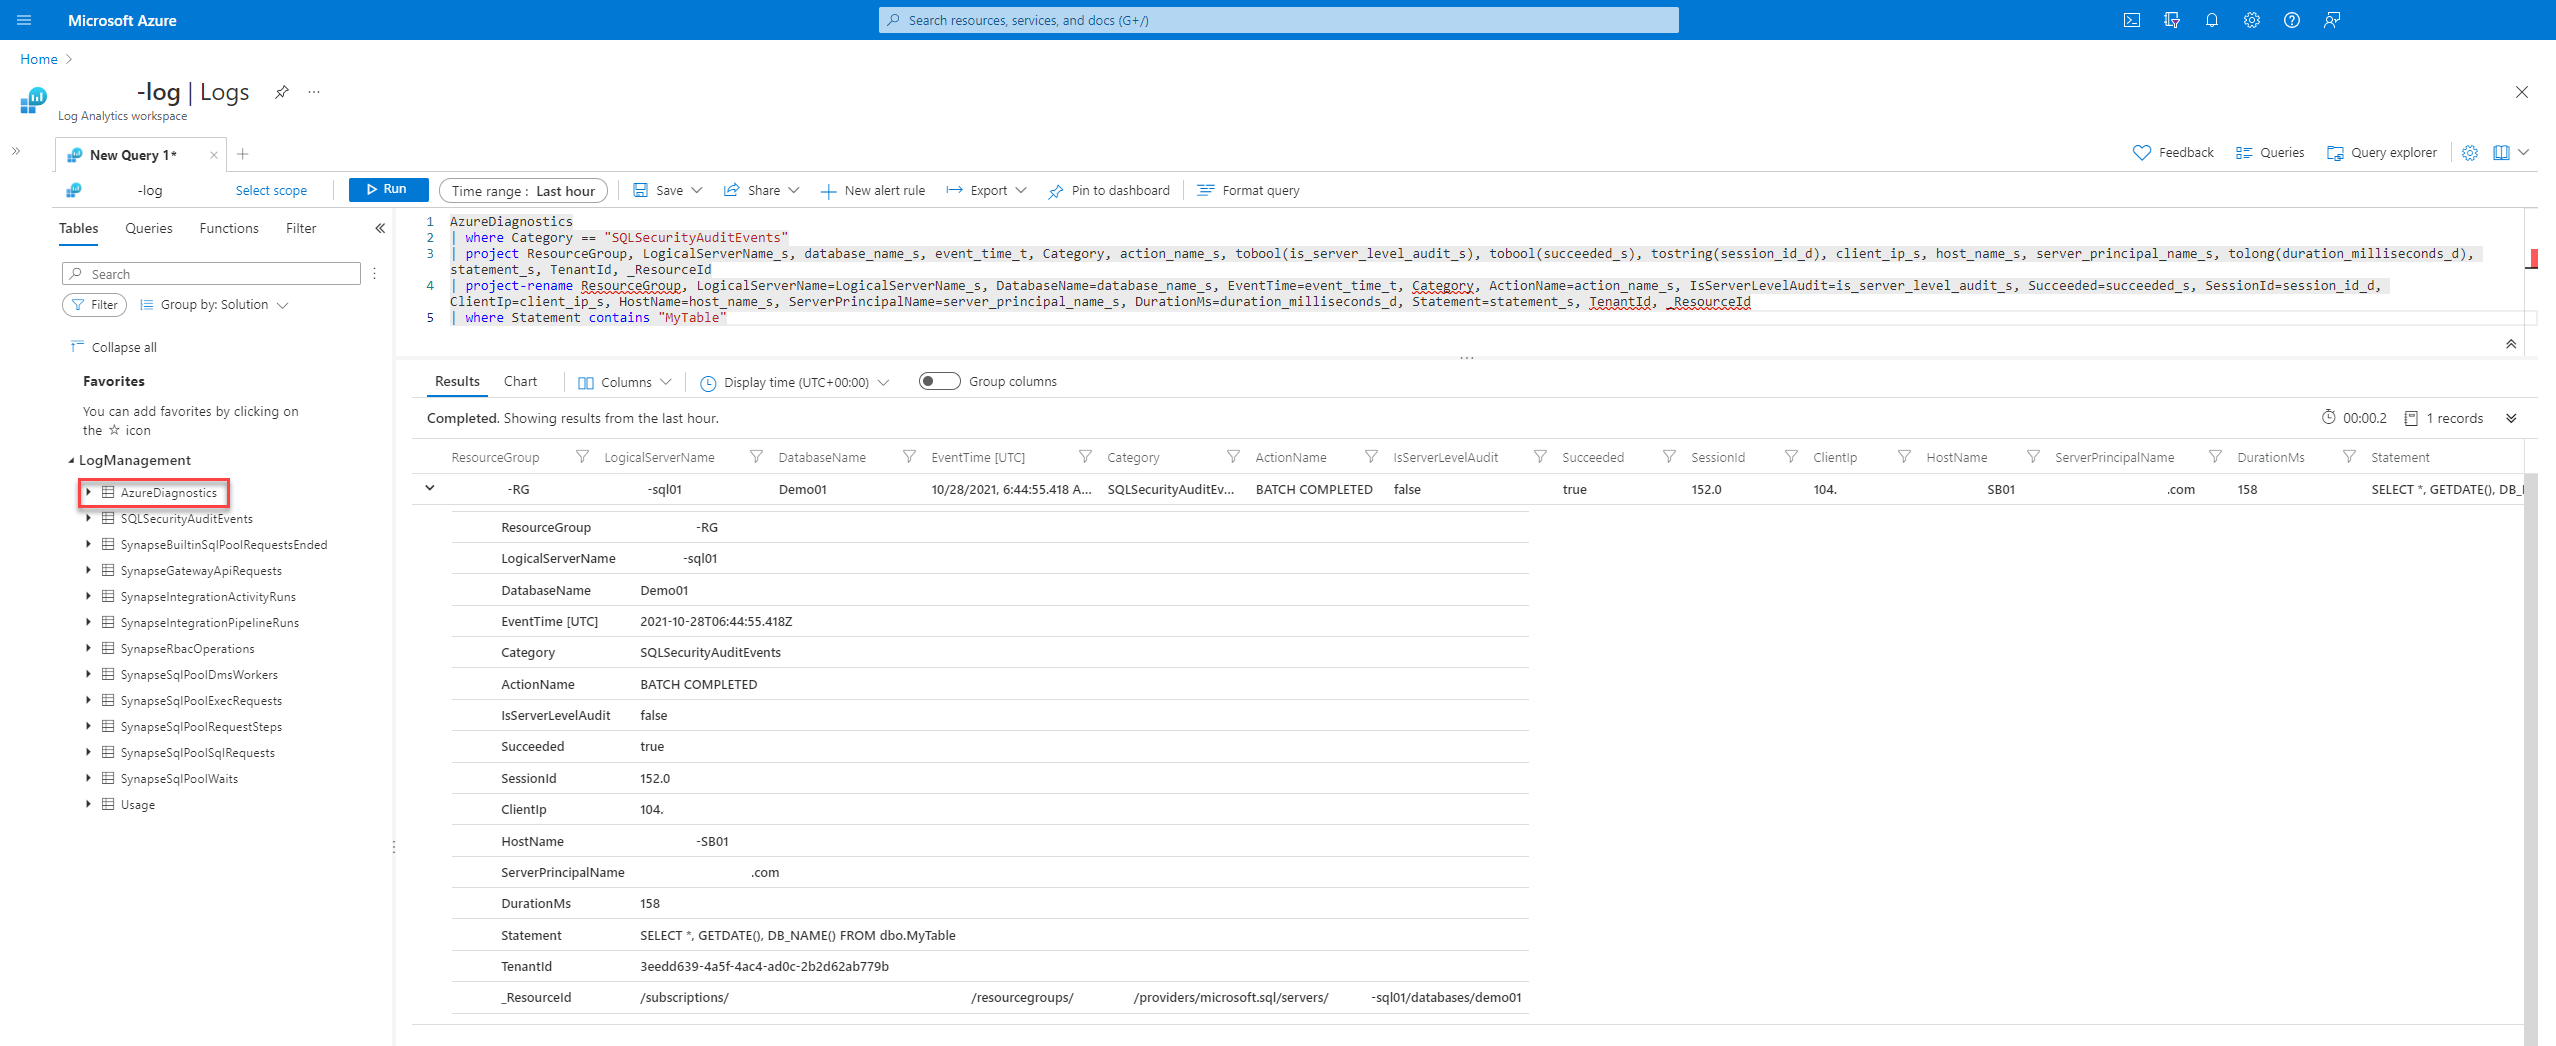 Microsoft Azure
Search resources, services, and docs (G+/)
Home
-log | Logs
Log Analytics workspace
New Query 1*
Feedback
Queries
Query explorer
-log
Select scope
Run
Time range : Last hour
Save
Share
New alert rule
Export
Pin to dashboard
Format query
Tables
Queries
Functions
Filter
Search
Filter
Group by: Solution
Collapse all
Favorites
You can add favorites by clicking on
the ☆ icon
LogManagement
AzureDiagnostics
SQLSecurityAuditEvents
SynapseBuiltinSqlPoolRequestsEnded
SynapseGatewayApiRequests
SynapseIntegrationActivityRuns
SynapseIntegrationPipelineRuns
SynapseRbacOperations
SynapseSqlPoolDmsWorkers
SynapseSqlPoolExecRequests
SynapseSqlPoolRequestSteps
SynapseSqlPoolSqlRequests
SynapseSqlPoolWaits
Usage
1 AzureDiagnostics
2 | where Category == "SQLSecurityAuditEvents"
3 | project ResourceGroup, LogicalServerName_s, database_name_s, event_time_t, Category, action_name_s, tobool(is_server_level_audit_s), tobool(succeeded_s), tostring(session_id_d), client_ip_s, host_name_s, server_principal_name_s, tolong(duration_milliseconds_d),
statement_s, TenantId, _ResourceId
4 | project-rename ResourceGroup, LogicalServerName=LogicalServerName_s, DatabaseName=database_name_s, EventTime=event_time_t, Category, ActionName=action_name_s, IsServerLevelAudit=is_server_level_audit_s, Succeeded=succeeded_s, SessionId=session_id_d,
ClientIp=client_ip_s, HostName=host_name_s, ServerPrincipalName=server_principal_name_s, DurationMs=duration_milliseconds_d, Statement=statement_s, TenantId, _ResourceId
5 | where Statement contains "MyTable"
Results
Chart
Columns
Display time (UTC+00:00)
Group columns
Completed. Showing results from the last hour.
00:00.2
1 records
ResourceGroup LogicalServerName DatabaseName EventTime [UTC] Category ActionName IsServerLevelAudit Succeeded SessionId ClientIp HostName ServerPrincipalName DurationMs Statement
-RG -sql01 Demo01 10/28/2021, 6:44:55.418 A... SQLSecurityAuditEv... BATCH COMPLETED false true 152.0 104. SB01 .com 158 SELECT *, GETDATE(), DB_
ResourceGroup -RG
LogicalServerName -sql01
DatabaseName Demo01
EventTime [UTC] 2021-10-28T06:44:55.418Z
Category SQLSecurityAuditEvents
ActionName BATCH COMPLETED
IsServerLevelAudit false
Succeeded true
SessionId 152.0
ClientIp 104.
HostName -SB01
ServerPrincipalName .com
DurationMs 158
Statement SELECT *, GETDATE(), DB_NAME() FROM dbo.MyTable
TenantId 3eedd639-4a5f-4ac4-ad0c-2b2d62ab779b
_ResourceId /subscriptions/ /resourcegroups/ /providers/microsoft.sql/servers/ -sql01/databases/demo01